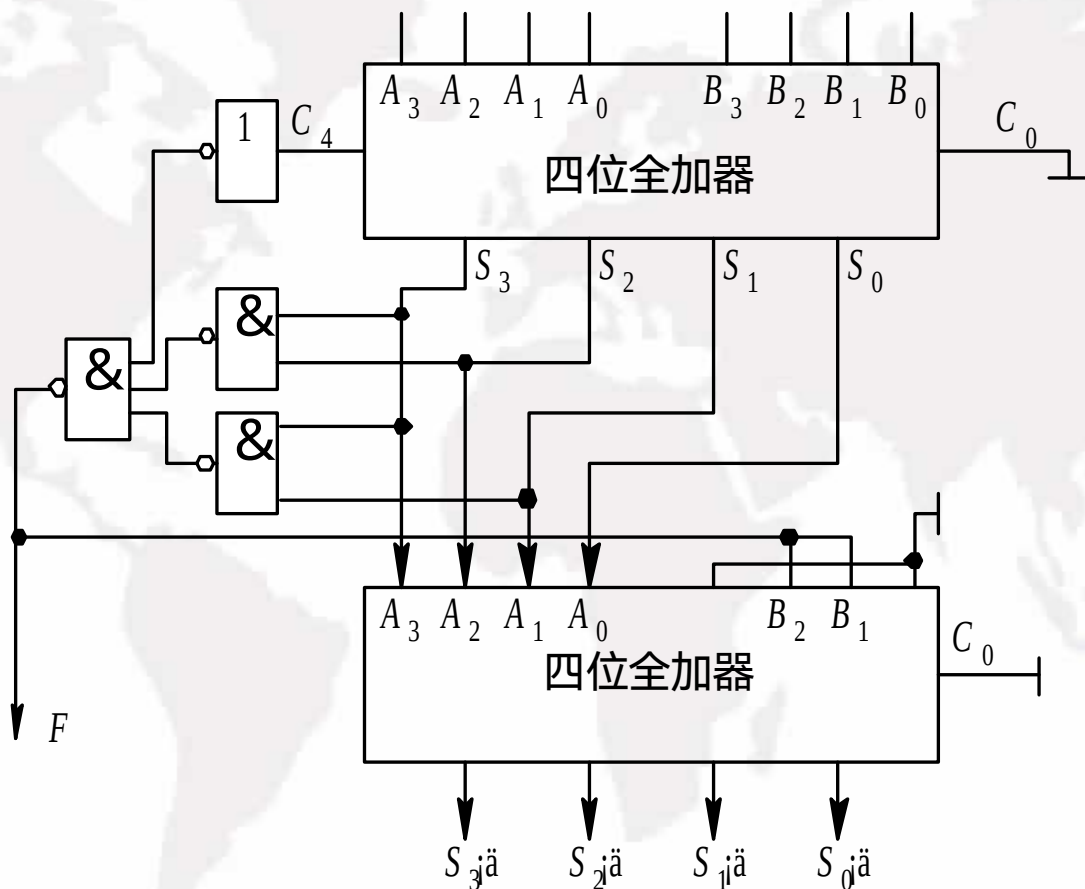 A3 A2 A1 A0 B3 B2 B1 B0
1 C4 四位全加器 C0
S3 S2 S1 S0
&
&
&
A3 A2 A1 A0 B2 B1
四位全加器 C0
F
S3¡ä S2¡ä S1¡ä S0¡ä